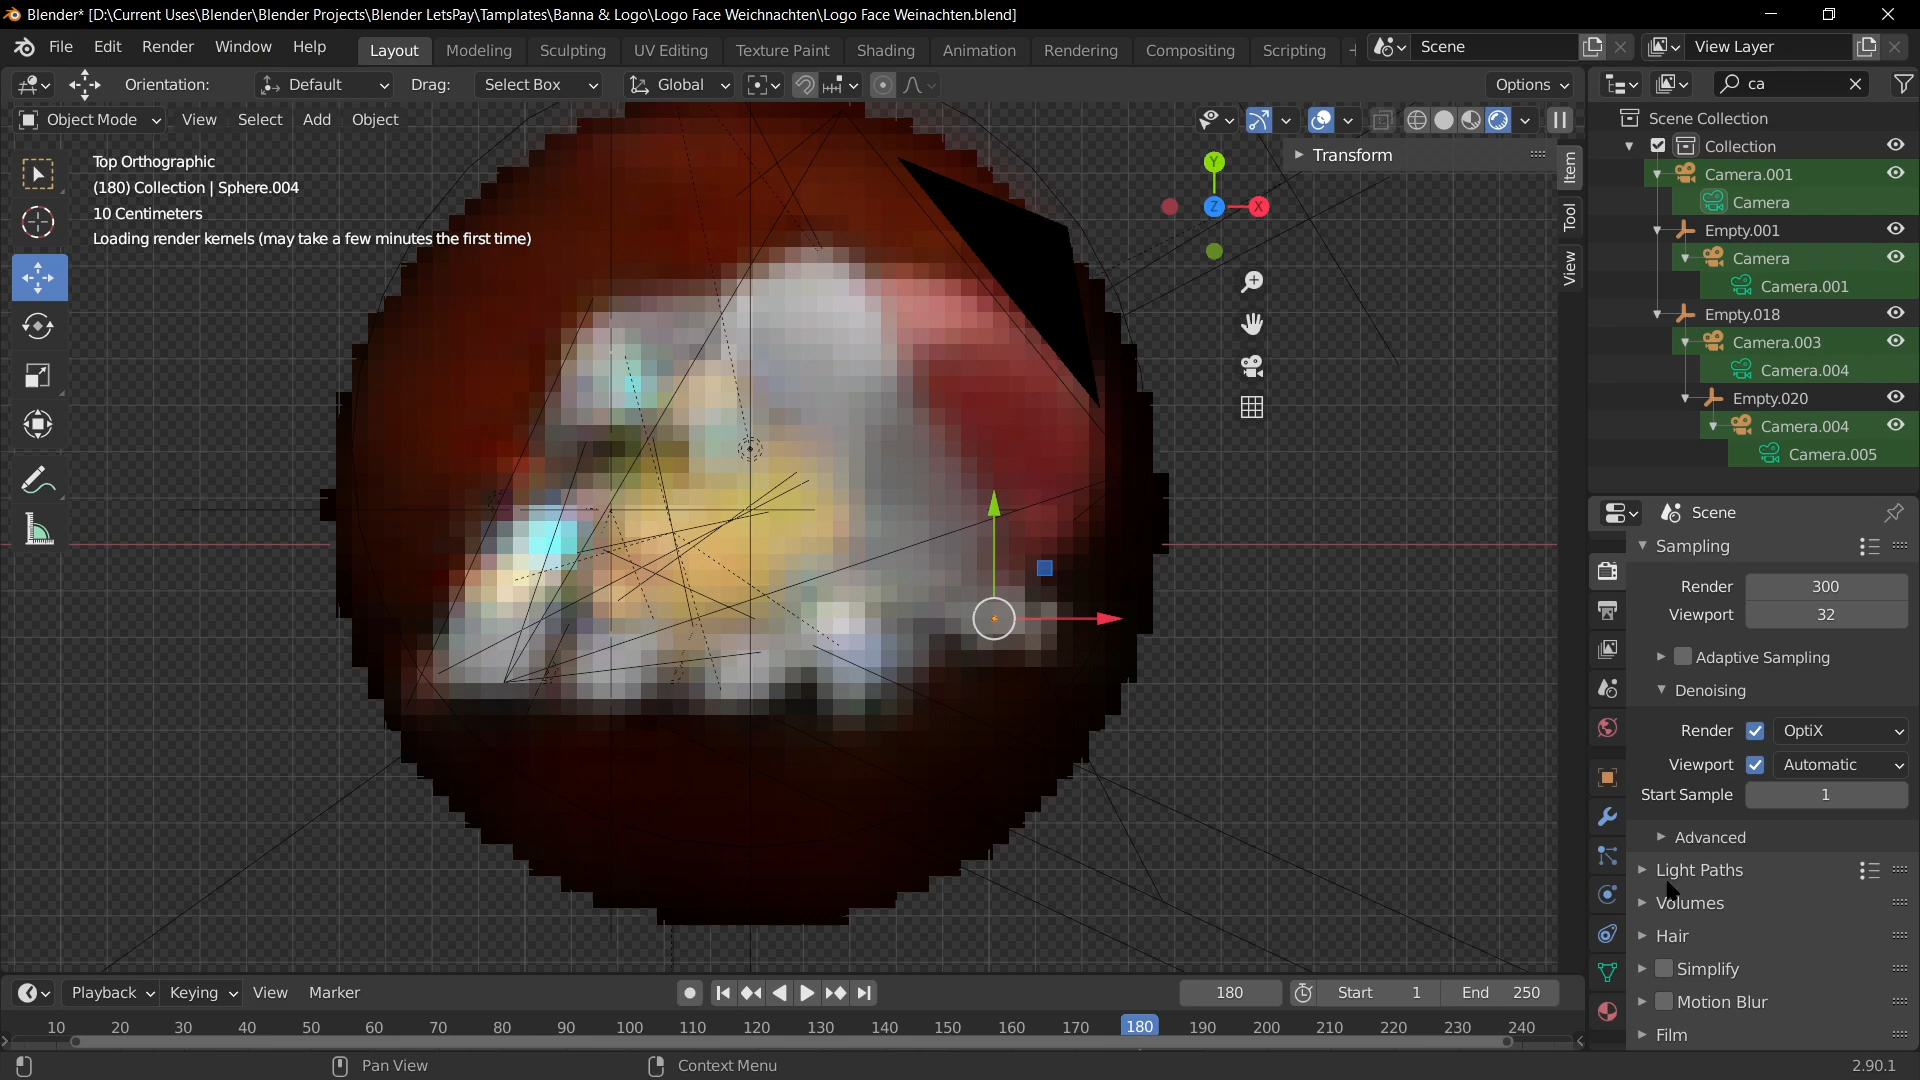 Blender* [D:\Current Uses\Blender\Blender Projects\Blender LetsPay\Tamplates\Banna & Logo\Logo Face Weichnachten\Logo Face Weinachten.blend]
File Edit Render Window Help Layout Modeling Sculpting UV Editing Texture Paint Shading Animation Rendering Compositing Scripting Scene View Layer
Orientation: Default Drag: Select Box Global Options ca
Object Mode View Select Add Object
Top Orthographic
(180) Collection | Sphere.004
10 Centimeters
Loading render kernels (may take a few minutes the first time)
Y
Z X
Transform
Item
Tool
View
Scene Collection
Collection
Camera.001
Camera
Empty.001
Camera
Camera.001
Empty.018
Camera.003
Camera.004
Empty.020
Camera.004
Camera.005
Scene
Sampling
Render 300
Viewport 32
Adaptive Sampling
Denoising
Render OptiX
Viewport Automatic
Start Sample 1
Advanced
Light Paths
Volumes
Hair
Simplify
Motion Blur
Film
Playback Keying View Marker 180 Start 1 End 250
10 20 30 40 50 60 70 80 90 100 110 120 130 140 150 160 170 180 190 200 210 220 230 240
Pan View Context Menu 2.90.1